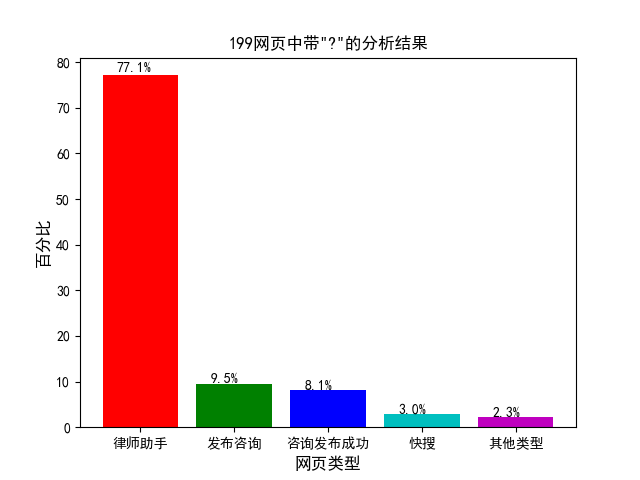 199网页中带"?"的分析结果
百分比
80
70
60
50
40
30
20
10
0
77.1%
9.5%
8.1%
3.0%
2.3%
律师助手
发布咨询
咨询发布成功
快搜
其他类型
网页类型